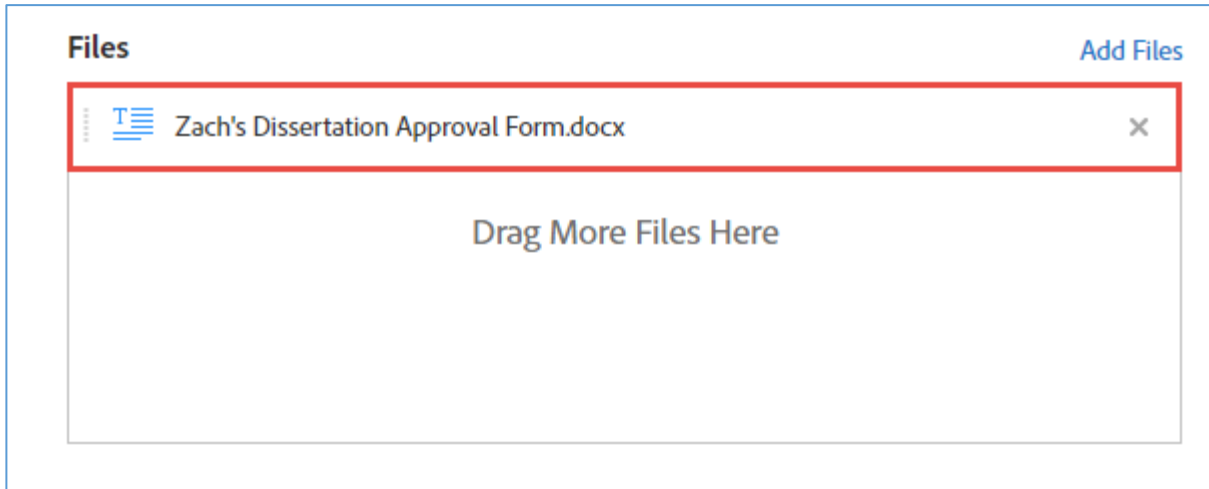 Files
Add Files
Zach's Dissertation Approval Form.docx
Drag More Files Here